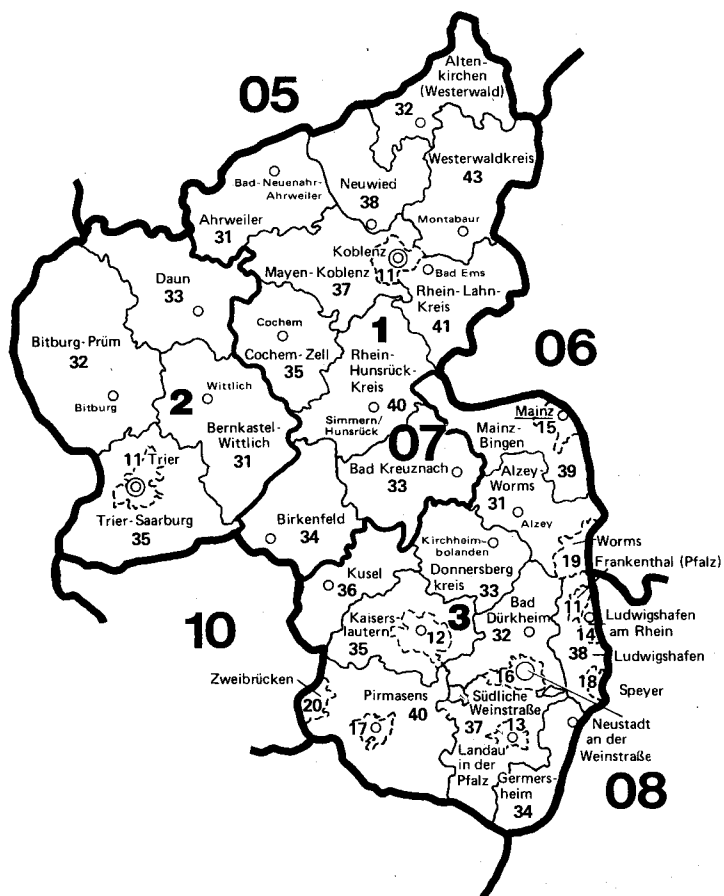 05
Alten-
kirchen
(Westerwald)
32
Westerwaldkreis
43
Bad-Neuenahr-
Ahrweiler
Neuwied
38
Ahrweiler
31
Montabaur
Koblenz
11
Bad Ems
Mayen-Koblenz
37
Rhein-Lahn-
Kreis
41
Daun
33
Bitburg-Prüm
32
Bitburg
Cochem
Cochem-Zell
35
1
Rhein-
Hunsrück-
Kreis
40
Simmern/
Hunsrück
06
2
Wittlich
Bernkastel-
Wittlich
31
Mainz
15
Mainz-
Bingen
39
07
11
Trier
Trier-Saarburg
35
Bad Kreuznach
33
Alzey
Worms
31
Alzey
Birkenfeld
34
Kirchheim-
bolanden
Donnersberg
kreis
33
Worms
19
Frankenthal (Pfalz)
Kusel
36
10
Kaisers-
lautern
35
12
3
Bad
Dürkheim
32
11
Ludwigshafen
am Rhein
14
38
Ludwigshafen
18
Speyer
Zweibrücken
20
Pirmasens
40
17
16
Südliche
Weinstraße
37
13
Landau
in der
Pfalz
Germers-
heim
34
Neustadt
an der
Weinstraße
08